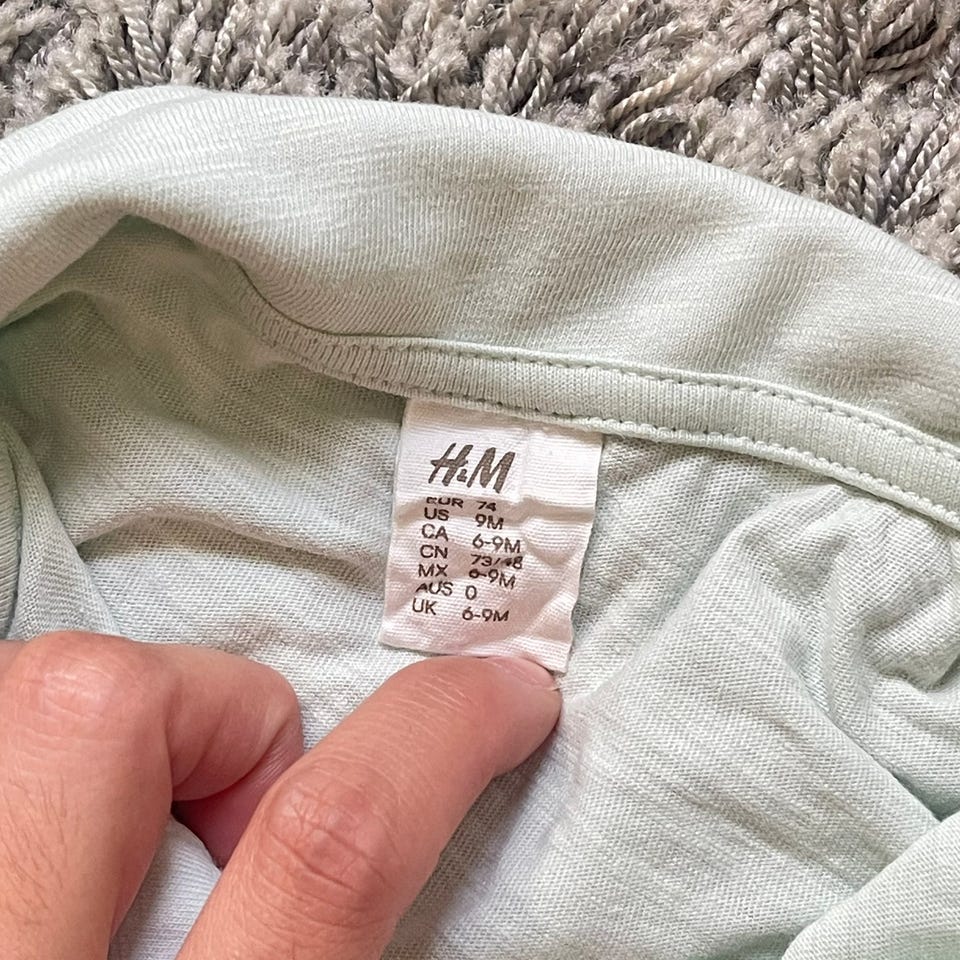 H&M
EUR 74
US 9M
CA 6-9M
CN 73/48
MX 6-9M
AUS 0
UK 6-9M